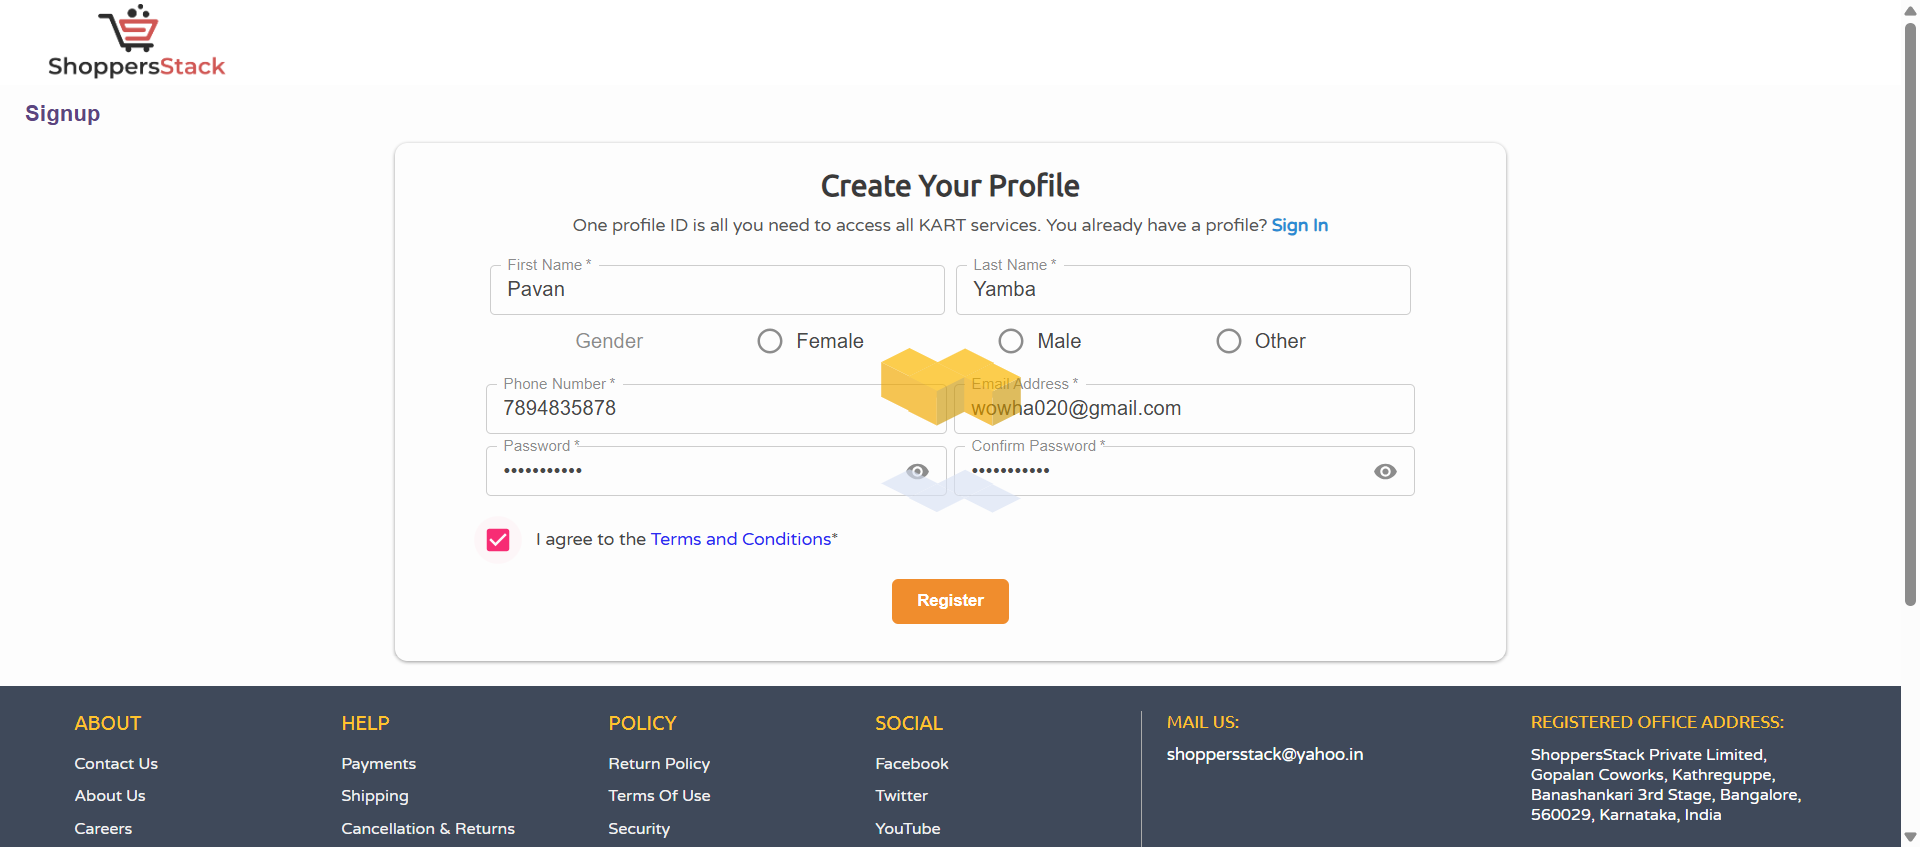 ShoppersStack
Signup
Create Your Profile
One profile ID is all you need to access all KART services. You already have a profile? Sign In
First Name * Last Name *
Pavan Yamba
Gender Female Male Other
Phone Number * Email Address *
7894835878 wowha020@gmail.com
Password * Confirm Password *
••••••••••• •••••••••••
I agree to the Terms and Conditions*
Register
ABOUT
Contact Us
About Us
Careers
HELP
Payments
Shipping
Cancellation & Returns
POLICY
Return Policy
Terms Of Use
Security
SOCIAL
Facebook
Twitter
YouTube
MAIL US:
shoppersstack@yahoo.in
REGISTERED OFFICE ADDRESS:
ShoppersStack Private Limited,
Gopalan Coworks, Kathreguppe,
Banashankari 3rd Stage, Bangalore,
560029, Karnataka, India